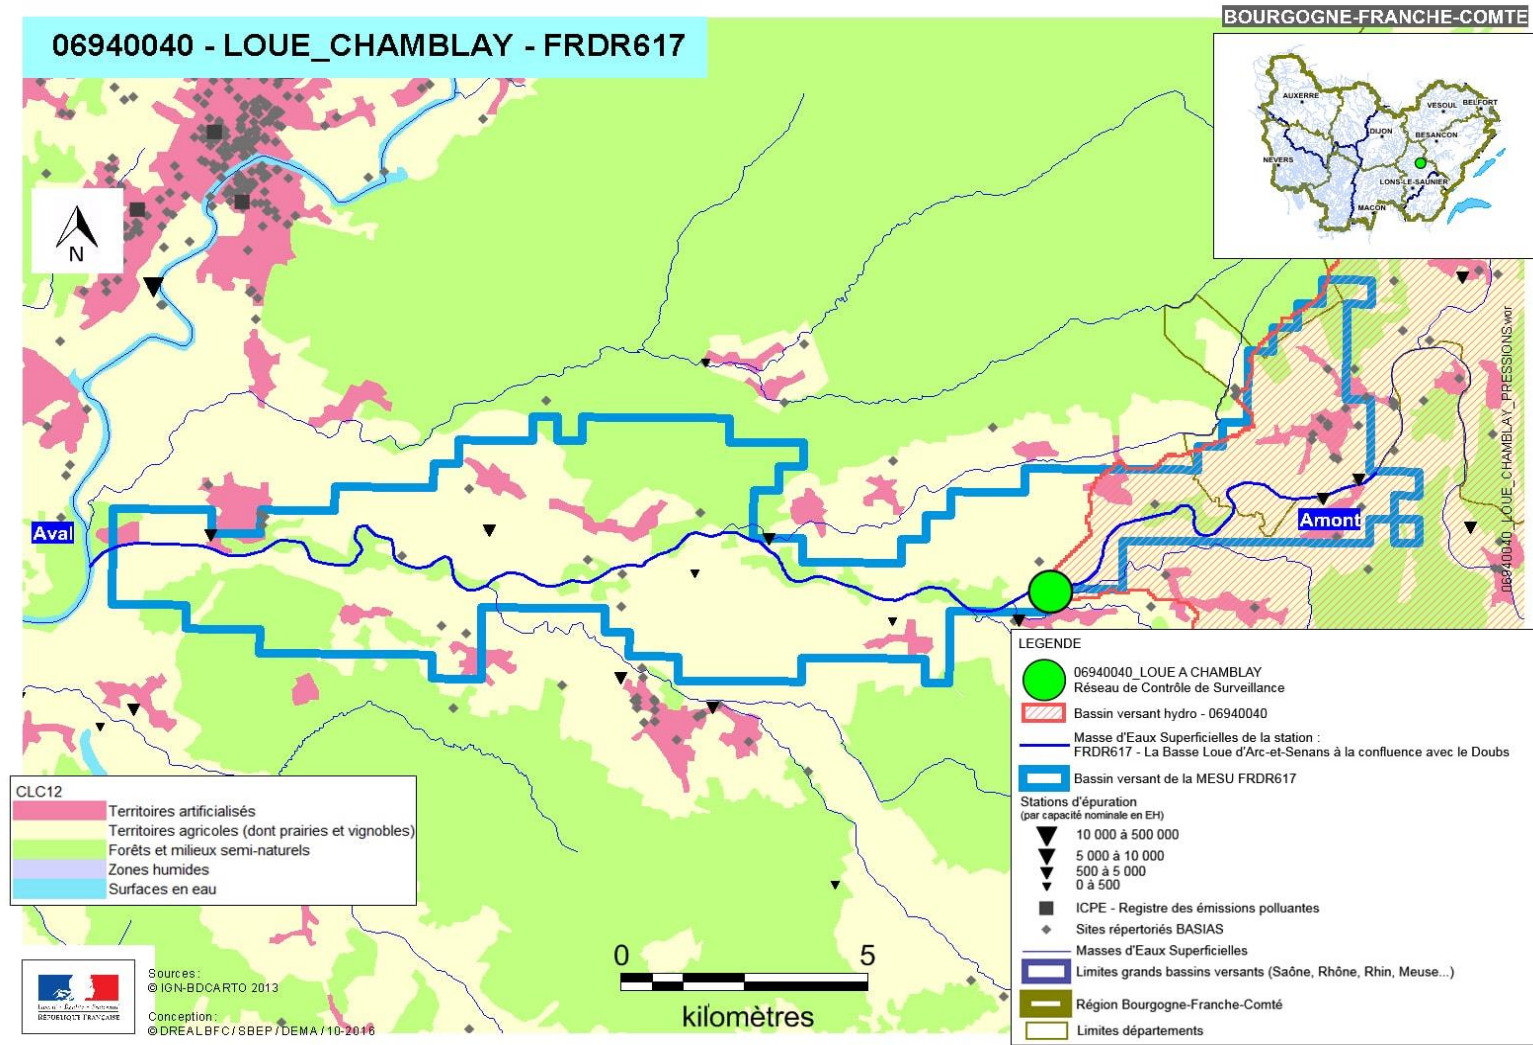 BOURGOGNE-FRANCHE-COMTE
06940040 - LOUE_CHAMBLAY - FRDR617
AUXERRE
VESOUL
BELFORT
DIJON
BESANCON
NEVERS
LONS-LE-SAUNIER
MACON
N
Aval
Amont
06940040_LOUE_CHAMBLAY_PRESSIONS.wor
LEGENDE
06940040_LOUE A CHAMBLAY
Réseau de Contrôle de Surveillance
Bassin versant hydro - 06940040
Masse d'Eaux Superficielles de la station :
FRDR617 - La Basse Loue d'Arc-et-Senans à la confluence avec le Doubs
Bassin versant de la MESU FRDR617
Stations d'épuration
(par capacité nominale en EH)
10 000 à 500 000
5 000 à 10 000
500 à 5 000
0 à 500
ICPE - Registre des émissions polluantes
Sites répertoriés BASIAS
Masses d'Eaux Superficielles
Limites grands bassins versants (Saône, Rhône, Rhin, Meuse...)
Région Bourgogne-Franche-Comté
Limites départements
CLC12
Territoires artificialisés
Territoires agricoles (dont prairies et vignobles)
Forêts et milieux semi-naturels
Zones humides
Surfaces en eau
0 5
kilomètres
Sources :
© IGN-BDCARTO 2013
Conception :
© DREAL BFC / SBEP / DEMA / 10-2016
RÉPUBLIQUE FRANÇAISE